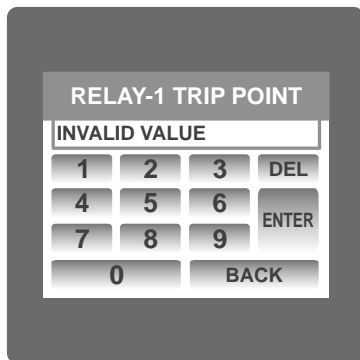 RELAY-1 TRIP POINT
INVALID VALUE
1 2 3 DEL
4 5 6 ENTER
7 8 9
0 BACK